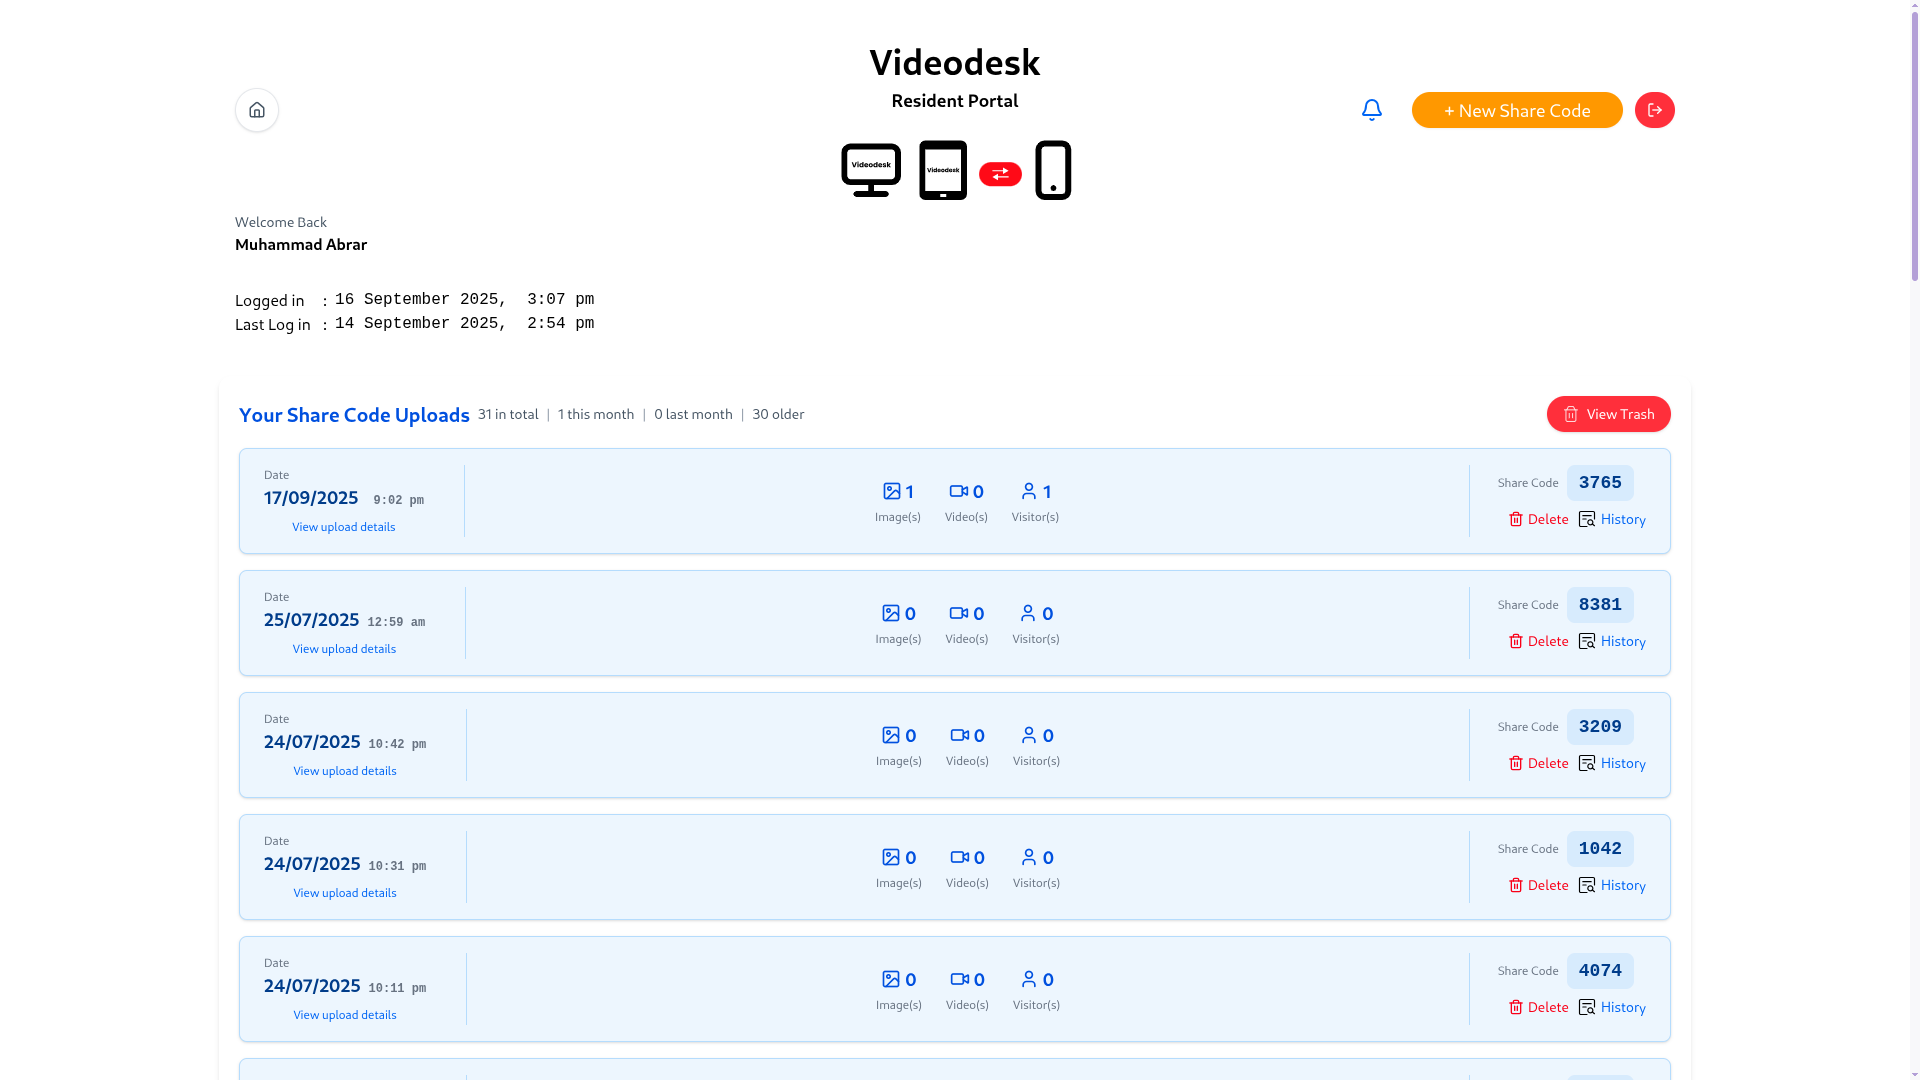 Videodesk
Resident Portal
+ New Share Code
Videodesk
Videodesk
Welcome Back
Muhammad Abrar
Logged in : 16 September 2025, 3:07 pm
Last Log in : 14 September 2025, 2:54 pm
Your Share Code Uploads 31 in total | 1 this month | 0 last month | 30 older
View Trash
Date
17/09/2025 9:02 pm
View upload details
1 0 1
Image(s) Video(s) Visitor(s)
Share Code 3765
Delete History
Date
25/07/2025 12:59 am
View upload details
0 0 0
Image(s) Video(s) Visitor(s)
Share Code 8381
Delete History
Date
24/07/2025 10:42 pm
View upload details
0 0 0
Image(s) Video(s) Visitor(s)
Share Code 3209
Delete History
Date
24/07/2025 10:31 pm
View upload details
0 0 0
Image(s) Video(s) Visitor(s)
Share Code 1042
Delete History
Date
24/07/2025 10:11 pm
View upload details
0 0 0
Image(s) Video(s) Visitor(s)
Share Code 4074
Delete History